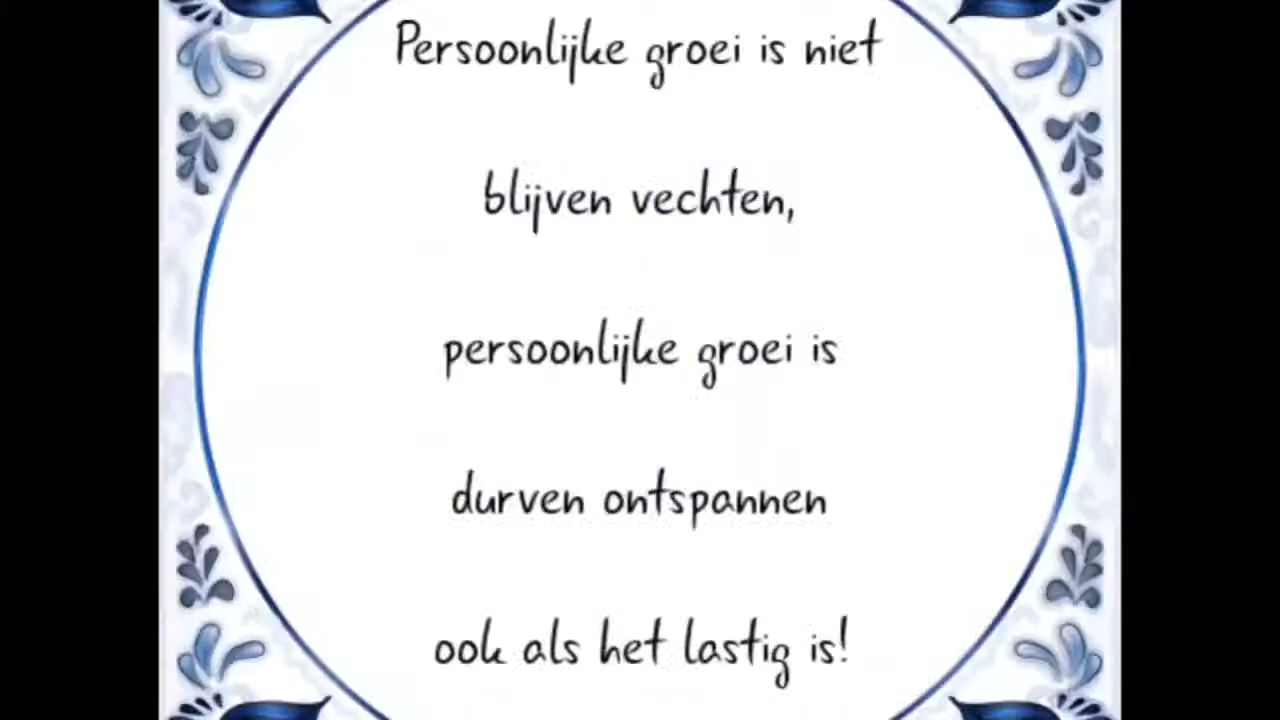 Persoonlijke groei is niet
blijven vechten,
persoonlijke groei is
durven ontspannen
ook als het lastig is!